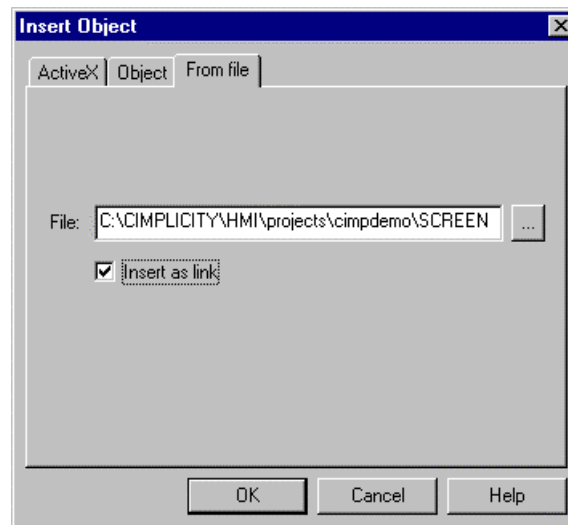 Insert Object
ActiveX Object From file
File: C:\CIMPLICITY\HMI\projects\cimpdemo\SCREEN ...
Insert as link
OK Cancel Help